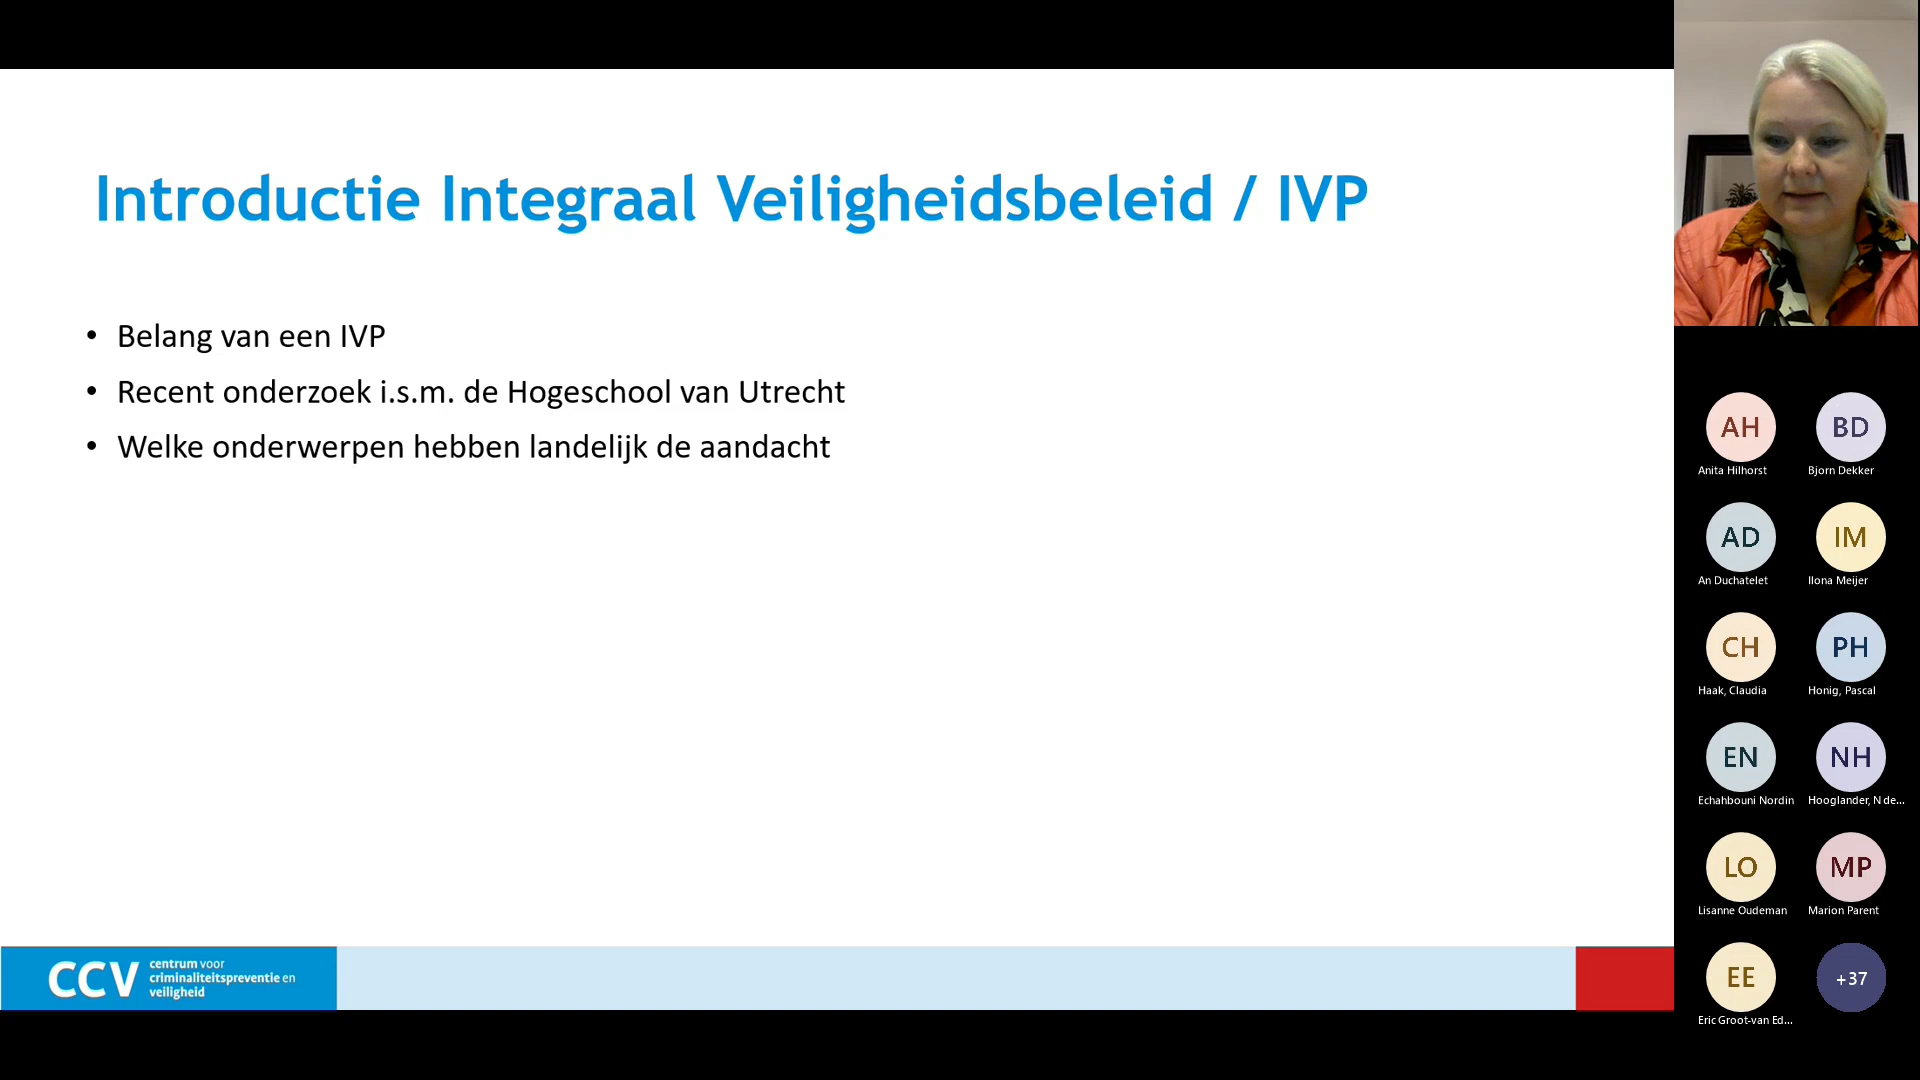 Introductie Integraal Veiligheidsbeleid / IVP
• Belang van een IVP
• Recent onderzoek i.s.m. de Hogeschool van Utrecht
• Welke onderwerpen hebben landelijk de aandacht
CCV
centrum voor
criminaliteitspreventie en
veiligheid
AH
BD
Anita Hilhorst
Bjorn Dekker
AD
IM
An Duchatelet
Ilona Meijer
CH
PH
Haak, Claudia
Honig, Pascal
EN
NH
Echahbouni Nordin
Hooglander, N de...
LO
MP
Lisanne Oudeman
Marion Parent
EE
+37
Eric Groot-van Ed...